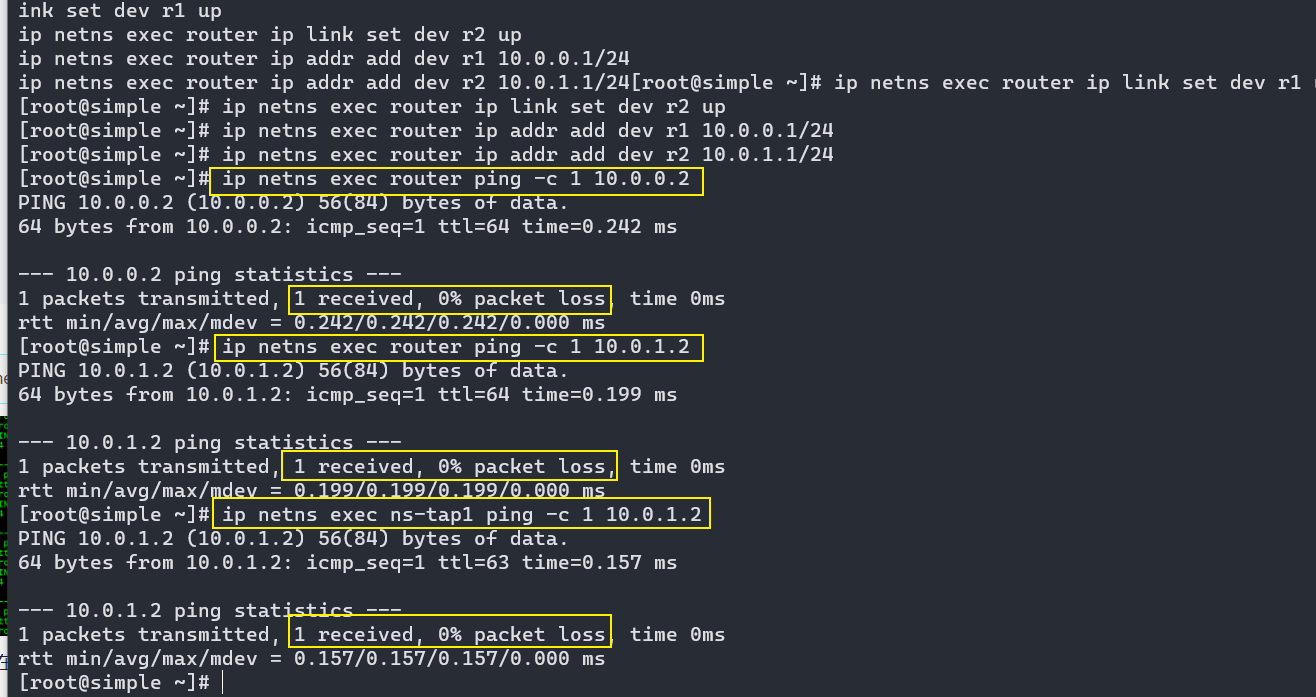 ink set dev r1 up
ip netns exec router ip link set dev r2 up
ip netns exec router ip addr add dev r1 10.0.0.1/24
ip netns exec router ip addr add dev r2 10.0.1.1/24[root@simple ~]# ip netns exec router ip link set dev r1
[root@simple ~]# ip netns exec router ip link set dev r2 up
[root@simple ~]# ip netns exec router ip addr add dev r1 10.0.0.1/24
[root@simple ~]# ip netns exec router ip addr add dev r2 10.0.1.1/24
[root@simple ~]# ip netns exec router ping -c 1 10.0.0.2
PING 10.0.0.2 (10.0.0.2) 56(84) bytes of data.
64 bytes from 10.0.0.2: icmp_seq=1 ttl=64 time=0.242 ms
--- 10.0.0.2 ping statistics ---
1 packets transmitted, 1 received, 0% packet loss, time 0ms
rtt min/avg/max/mdev = 0.242/0.242/0.242/0.000 ms
[root@simple ~]# ip netns exec router ping -c 1 10.0.1.2
PING 10.0.1.2 (10.0.1.2) 56(84) bytes of data.
64 bytes from 10.0.1.2: icmp_seq=1 ttl=64 time=0.199 ms
--- 10.0.1.2 ping statistics ---
1 packets transmitted, 1 received, 0% packet loss, time 0ms
rtt min/avg/max/mdev = 0.199/0.199/0.199/0.000 ms
[root@simple ~]# ip netns exec ns-tap1 ping -c 1 10.0.1.2
PING 10.0.1.2 (10.0.1.2) 56(84) bytes of data.
64 bytes from 10.0.1.2: icmp_seq=1 ttl=63 time=0.157 ms
--- 10.0.1.2 ping statistics ---
1 packets transmitted, 1 received, 0% packet loss, time 0ms
rtt min/avg/max/mdev = 0.157/0.157/0.157/0.000 ms
[root@simple ~]#